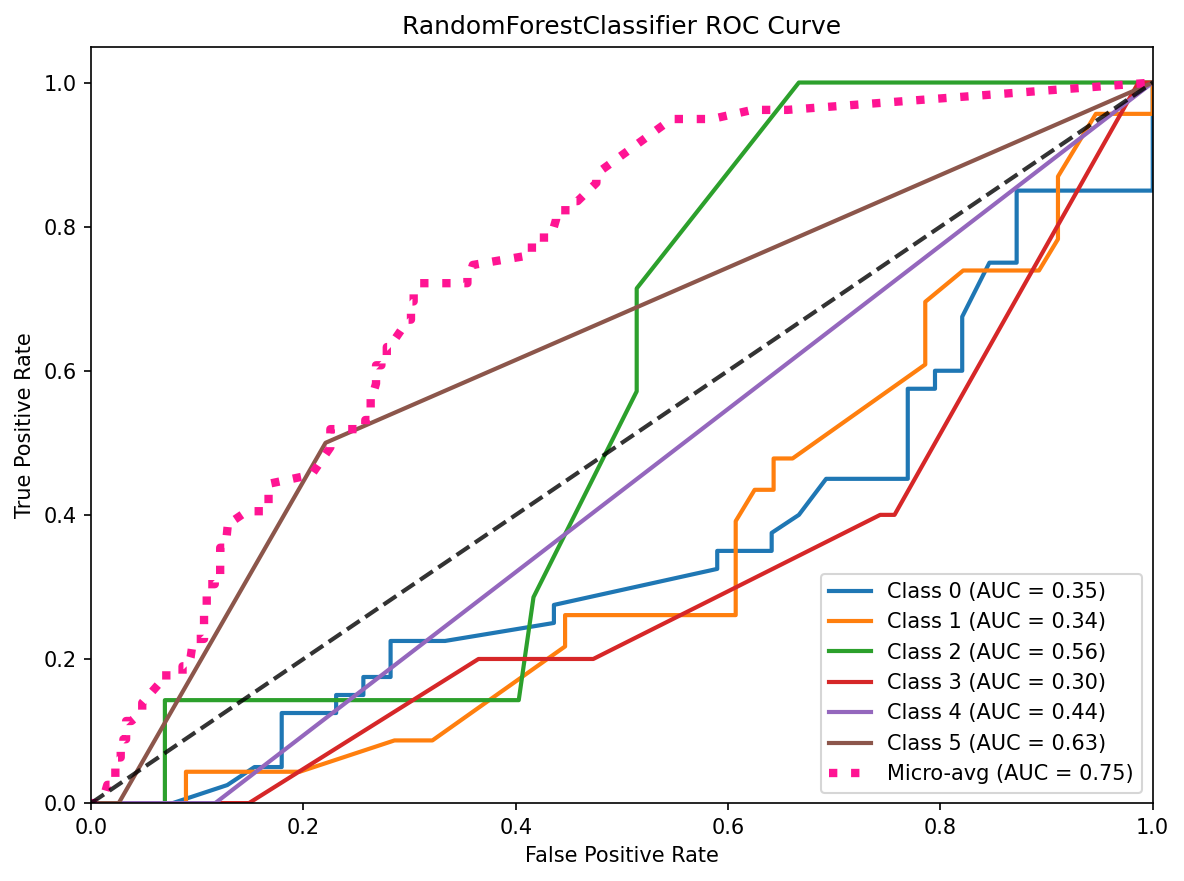 RandomForestClassifier ROC Curve
True Positive Rate
1.0
0.8
0.6
0.4
0.2
0.0
0.0 0.2 0.4 0.6 0.8 1.0
False Positive Rate
Class 0 (AUC = 0.35)
Class 1 (AUC = 0.34)
Class 2 (AUC = 0.56)
Class 3 (AUC = 0.30)
Class 4 (AUC = 0.44)
Class 5 (AUC = 0.63)
Micro-avg (AUC = 0.75)